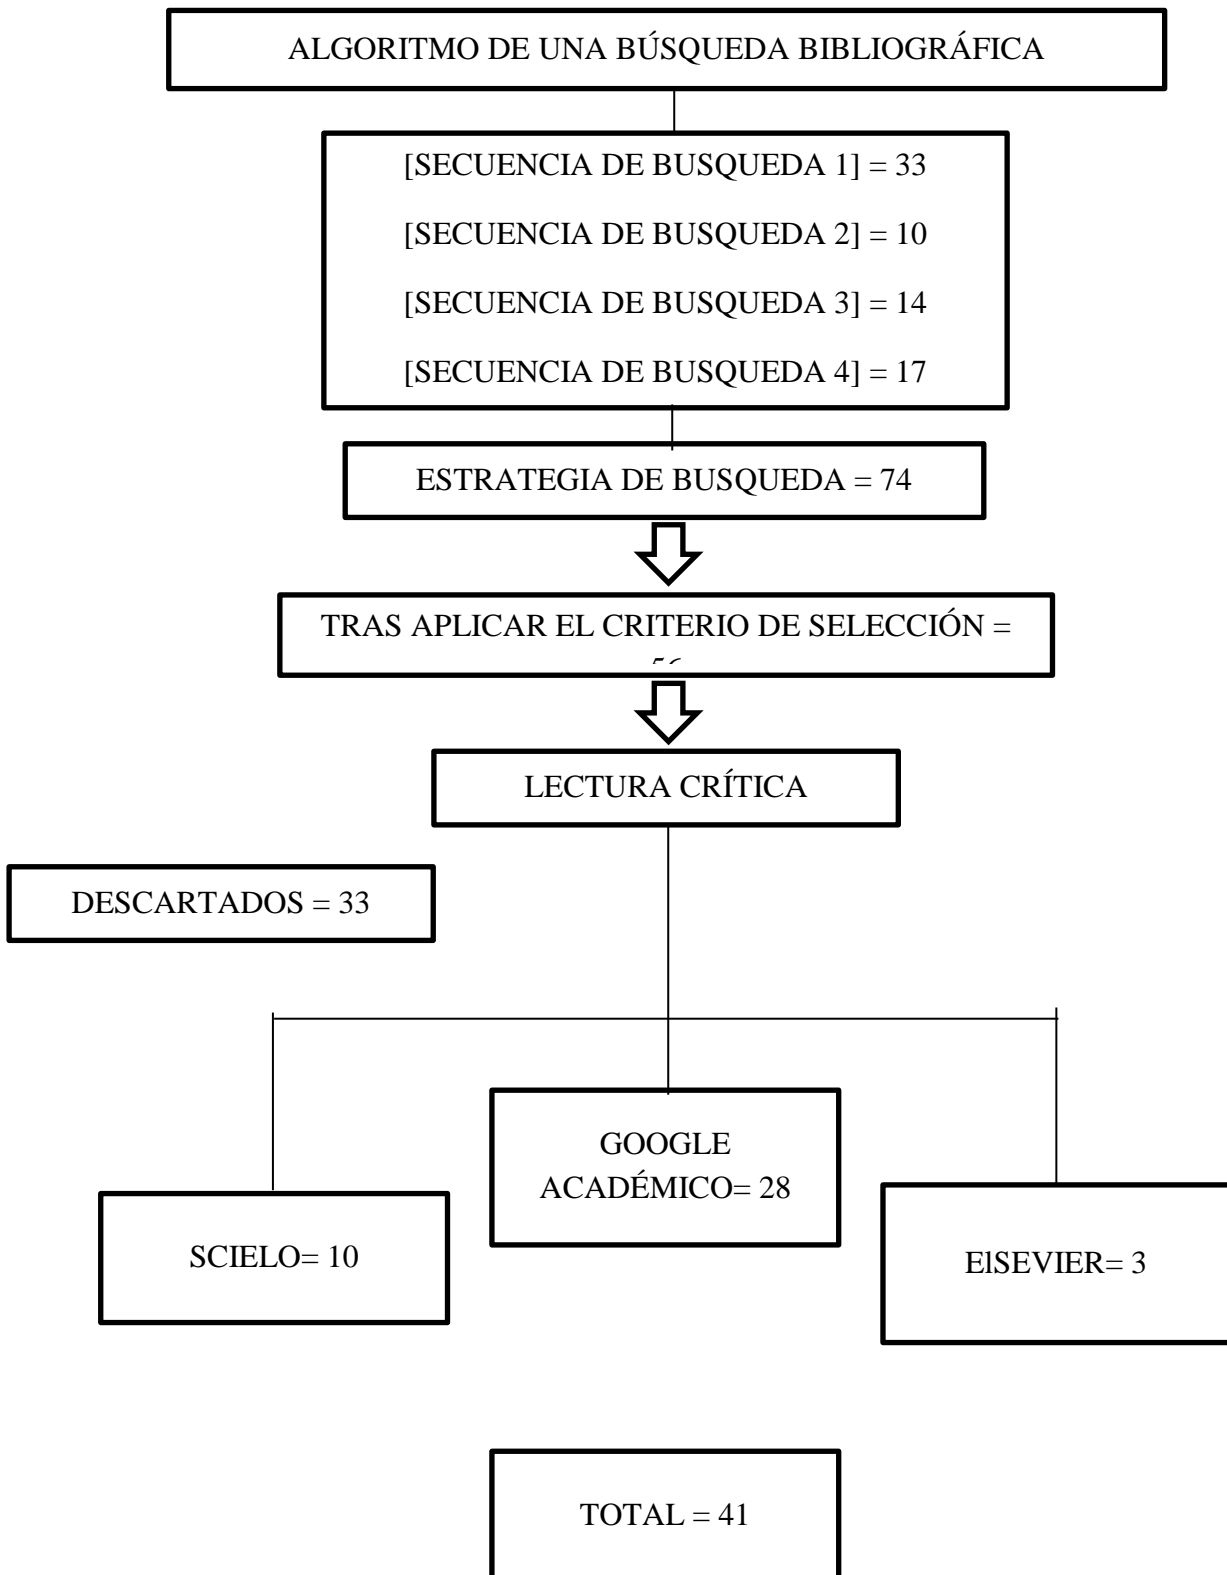 ALGORITMO DE UNA BÚSQUEDA BIBLIOGRÁFICA
[SECUENCIA DE BUSQUEDA 1] = 33
[SECUENCIA DE BUSQUEDA 2] = 10
[SECUENCIA DE BUSQUEDA 3] = 14
[SECUENCIA DE BUSQUEDA 4] = 17
ESTRATEGIA DE BUSQUEDA = 74
TRAS APLICAR EL CRITERIO DE SELECCIÓN =
LECTURA CRÍTICA
DESCARTADOS = 33
GOOGLE
ACADÉMICO= 28
SCIELO= 10
ElSEVIER= 3
TOTAL = 41